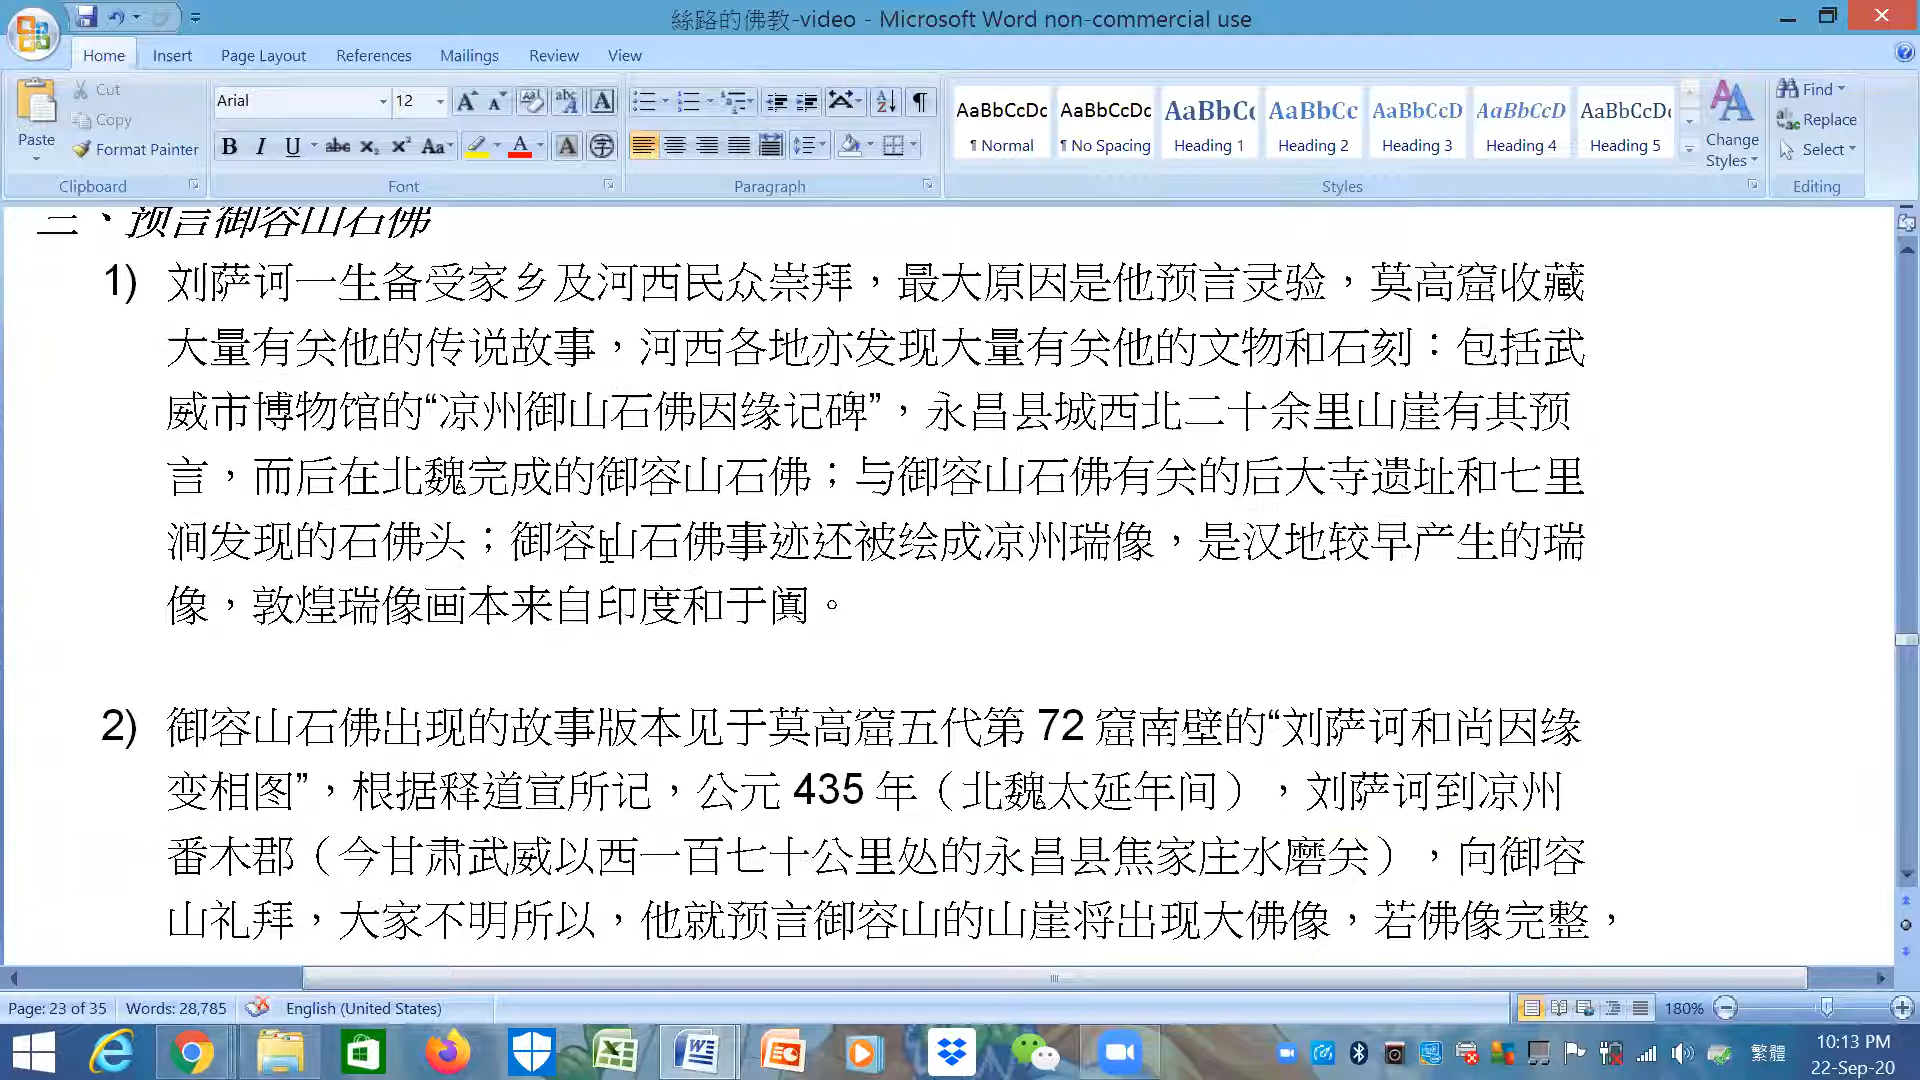 絲路的佛教-video - Microsoft Word non-commercial use
Home Insert Page Layout References Mailings Review View
Paste
Cut
Copy
Format Painter
Clipboard
Arial 12
Font
Paragraph
AaBbCcDc AaBbCcDc AaBbCc AaBbCc AaBbCcD AaBbCcD AaBbCcDc
¶ Normal ¶ No Spacing Heading 1 Heading 2 Heading 3 Heading 4 Heading 5
Change Styles
Styles
Find
Replace
Select
Editing
三、预言御容山石佛
1) 刘萨诃一生备受家乡及河西民众崇拜，最大原因是他预言灵验，莫高窟收藏
大量有关他的传说故事，河西各地亦发现大量有关他的文物和石刻：包括武
威市博物馆的“凉州御山石佛因缘记碑”，永昌县城西北二十余里山崖有其预
言，而后在北魏完成的御容山石佛；与御容山石佛有关的后大寺遗址和七里
涧发现的石佛头；御容山石佛事迹还被绘成凉州瑞像，是汉地较早产生的瑞
像，敦煌瑞像画本来自印度和于阗。
2) 御容山石佛出现的故事版本见于莫高窟五代第 72 窟南壁的“刘萨诃和尚因缘
变相图”，根据释道宣所记，公元 435 年（北魏太延年间），刘萨诃到凉州
番木郡（今甘肃武威以西一百七十公里处的永昌县焦家庄水磨关），向御容
山礼拜，大家不明所以，他就预言御容山的山崖将出现大佛像，若佛像完整，
Page: 23 of 35 Words: 28,785 English (United States) 180%
繁體
10:13 PM
22-Sep-20